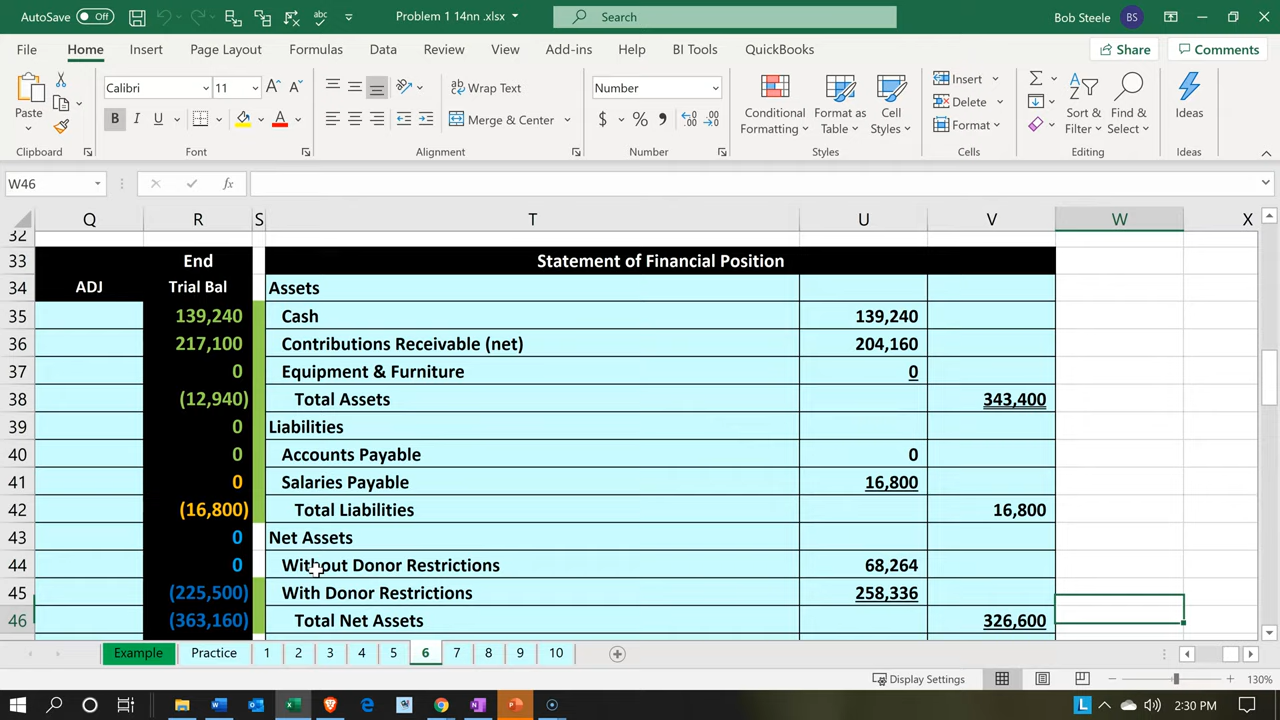 AutoSave Off Problem 1 14nn .xlsx Search Bob Steele BS
File Home Insert Page Layout Formulas Data Review View Add-ins Help BI Tools QuickBooks Share Comments
Calibri 11 Wrap Text Number Insert
Paste B I U A Merge & Center $ % Conditional Formatting Format as Table Cell Styles Delete Format Sort & Filter Find & Select Ideas
Clipboard Font Alignment Number Styles Cells Editing Ideas
W46 fx
Q R S T U V W X
32
33 End Statement of Financial Position
34 ADJ Trial Bal Assets
35 139,240 Cash 139,240
36 217,100 Contributions Receivable (net) 204,160
37 0 Equipment & Furniture 0
38 (12,940) Total Assets 343,400
39 0 Liabilities
40 0 Accounts Payable 0
41 0 Salaries Payable 16,800
42 (16,800) Total Liabilities 16,800
43 0 Net Assets
44 0 Without Donor Restrictions 68,264
45 (225,500) With Donor Restrictions 258,336
46 (363,160) Total Net Assets 326,600
Example Practice 1 2 3 4 5 6 7 8 9 10
Display Settings 130%
2:30 PM